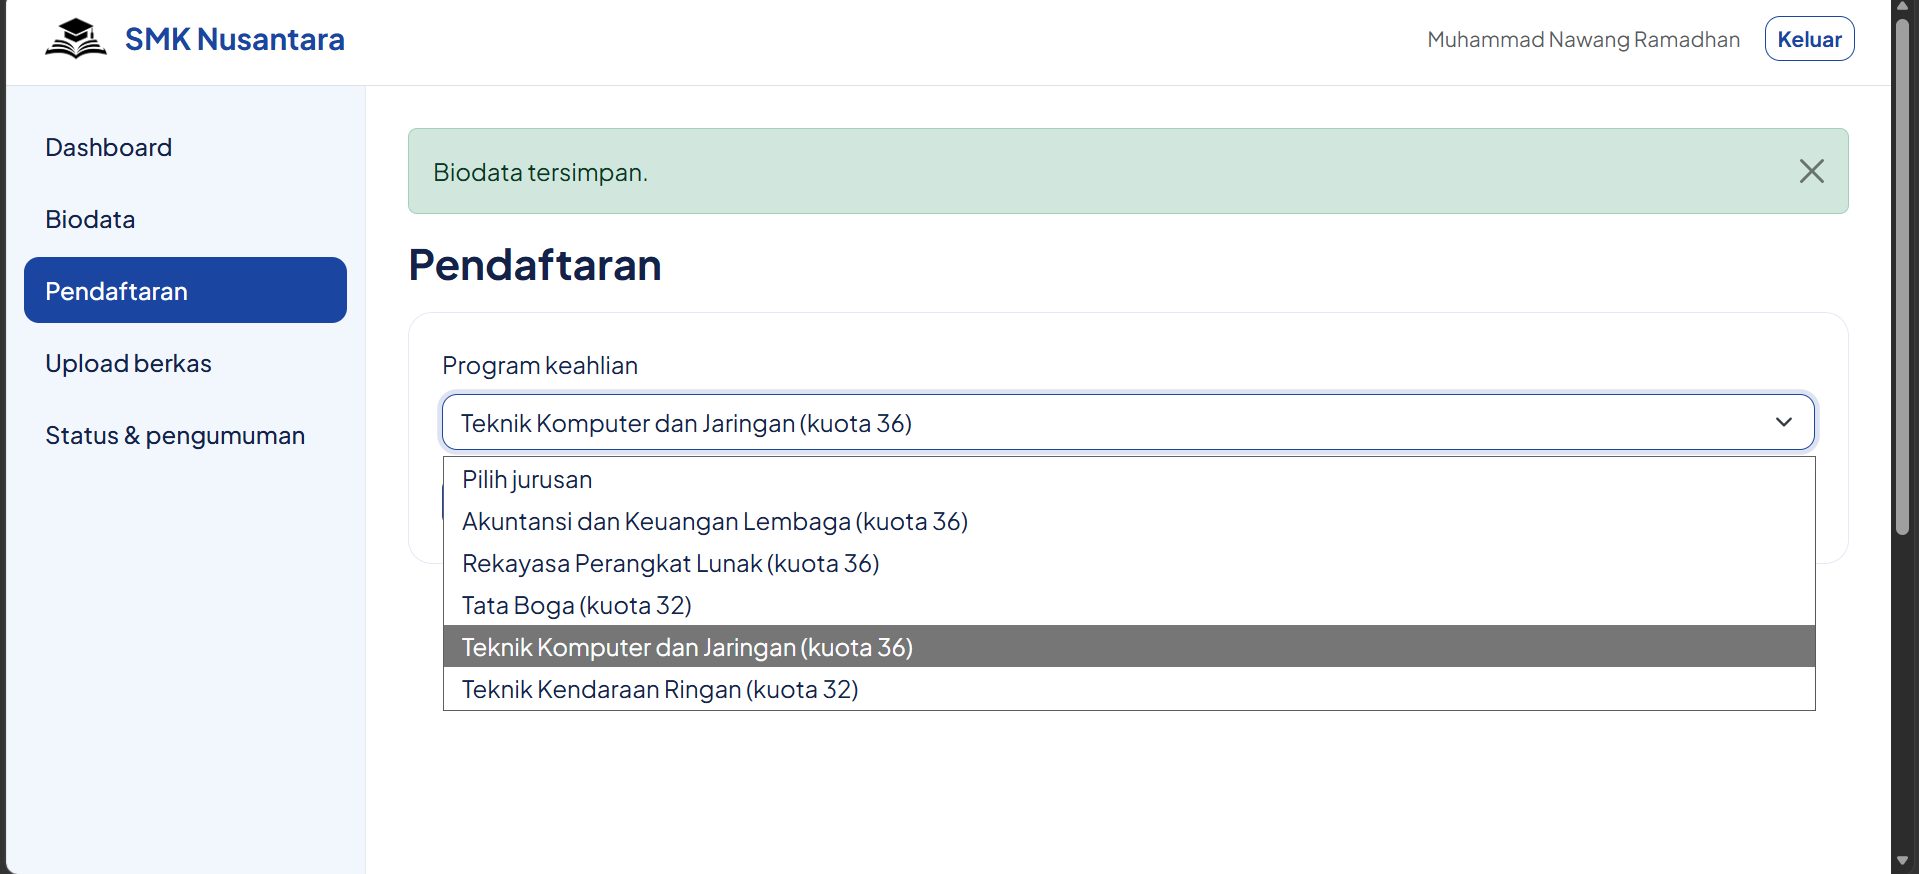 SMK Nusantara
Muhammad Nawang Ramadhan
Keluar
Dashboard
Biodata
Pendaftaran
Upload berkas
Status & pengumuman
Biodata tersimpan.
Pendaftaran
Program keahlian
Teknik Komputer dan Jaringan (kuota 36)
Pilih jurusan
Akuntansi dan Keuangan Lembaga (kuota 36)
Rekayasa Perangkat Lunak (kuota 36)
Tata Boga (kuota 32)
Teknik Komputer dan Jaringan (kuota 36)
Teknik Kendaraan Ringan (kuota 32)